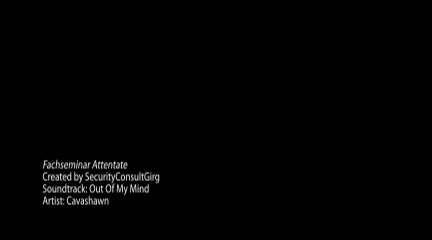 Fachseminar Attentate
Created by SecurityConsultGirg
Soundtrack: Out Of My Mind
Artist: Cavashawn